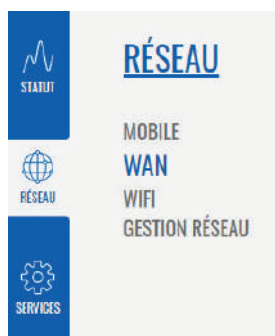 STATUT
RÉSEAU
SERVICES
RÉSEAU
MOBILE
WAN
WIFI
GESTION RÉSEAU